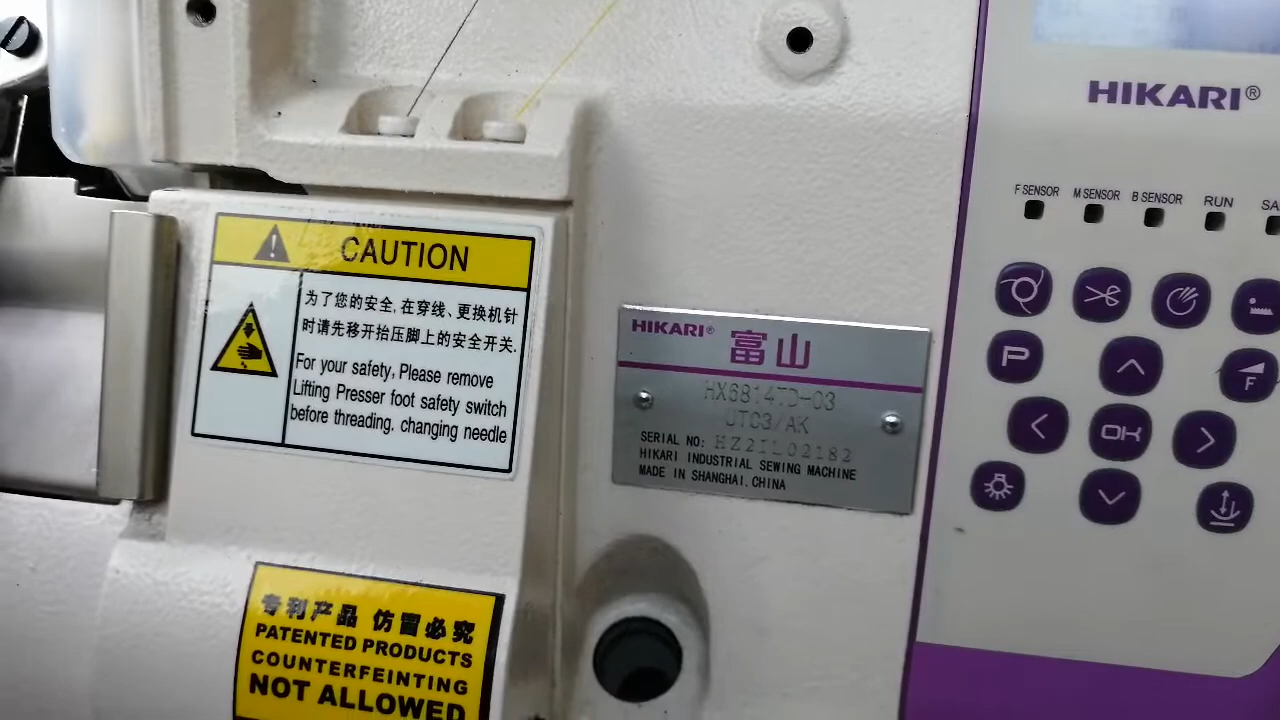 HIKARI®
F SENSOR M SENSOR B SENSOR RUN SA
CAUTION
为了您的安全,在穿线、更换机针
时请先移开抬压脚上的安全开关.
For your safety, Please remove
Lifting Presser foot safety switch
before threading. changing needle
HIKARI® 富山
HX6814TD-03
UTC3/AK
SERIAL NO: HZ21L02182
HIKARI INDUSTRIAL SEWING MACHINE
MADE IN SHANGHAI.CHINA
P
F
OK
专利产品 仿冒必究
PATENTED PRODUCTS
COUNTERFEINTING
NOT ALLOWED